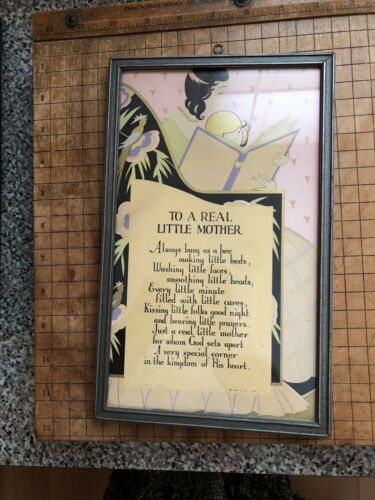 TO A REAL
LITTLE MOTHER
Always busy as a bee
making little beds,
Washing little faces,
smoothing little heads;
Every little minute
filled with little cares,
Kissing little folks good night
and hearing little prayers.
Just a real little mother
for whom God sets apart
A very special corner
in the kingdom of His heart.